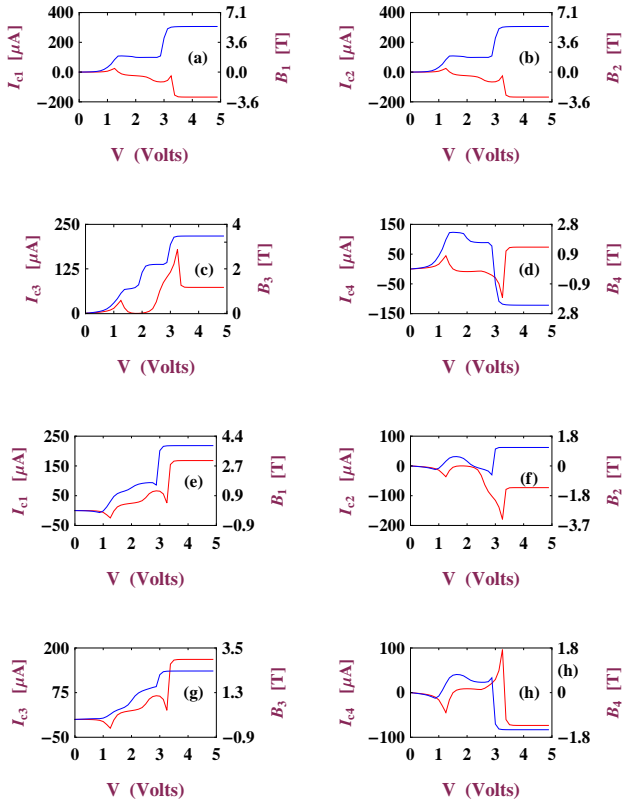 400
200
0.0
−200
I_c1 [μA]
(a)
7.1
3.6
0.0
−3.6
B_1 [T]
0 1 2 3 4 5
V (Volts)
400
200
0.0
−200
I_c2 [μA]
(b)
7.1
3.6
0.0
−3.6
B_2 [T]
0 1 2 3 4 5
V (Volts)
250
125
0
I_c3 [μA]
(c)
4
3
2
1
0
B_3 [T]
0 1 2 3 4 5
V (Volts)
150
50
−50
−150
I_c4 [μA]
(d)
2.8
0.9
−0.9
2.8
B_4 [T]
0 1 2 3 4 5
V (Volts)
250
150
50
−50
I_c1 [μA]
(e)
4.4
2.7
0.9
−0.9
B_1 [T]
0 1 2 3 4 5
V (Volts)
100
0
−100
−200
I_c2 [μA]
(f)
1.8
0
−1.8
−3.7
B_2 [T]
0 1 2 3 4 5
V (Volts)
200
75
−50
I_c3 [μA]
(g)
3.5
1.3
−0.9
B_3 [T]
0 1 2 3 4 5
V (Volts)
100
0
−100
I_c4 [μA]
(h)
(h)
1.8
0
−1.8
B_4 [T]
0 1 2 3 4 5
V (Volts)